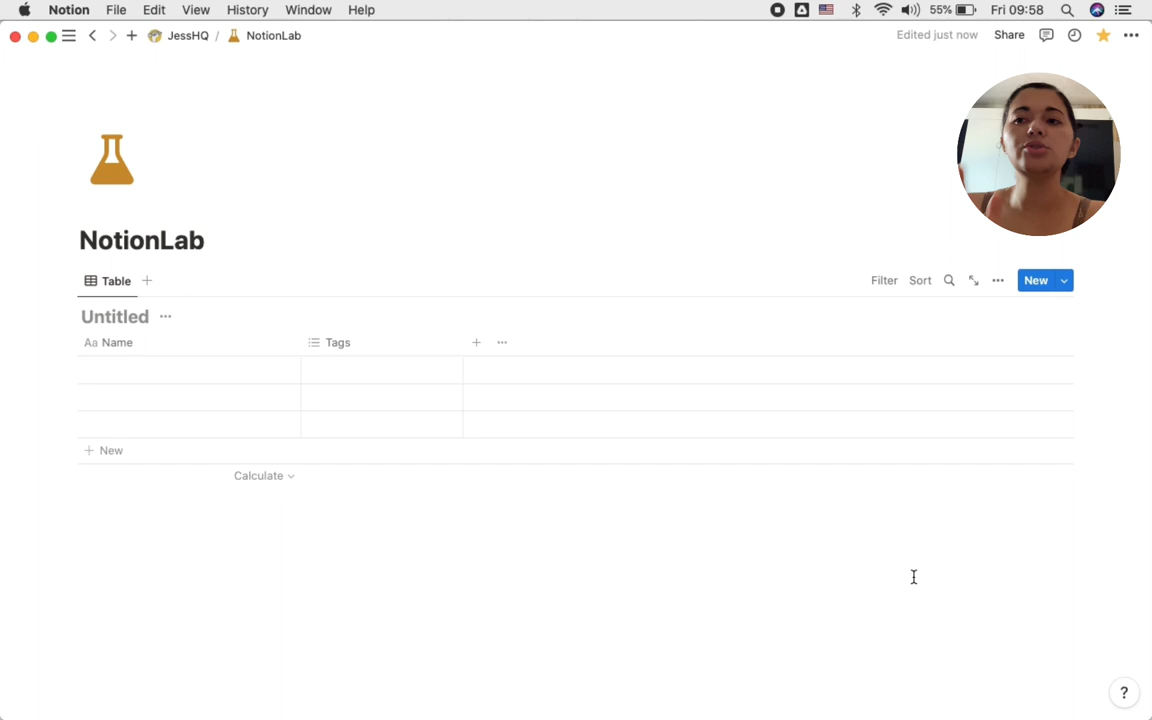 Notion File Edit View History Window Help 55% Fri 09:58
JessHQ / NotionLab Edited just now Share
NotionLab
Table Filter Sort New
Untitled
Aa Name Tags
New
Calculate
?